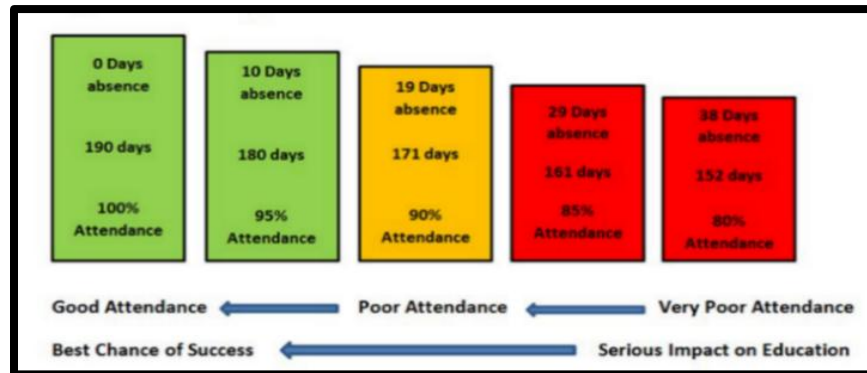 0 Days
absence
190 days
100%
Attendance
10 Days
absence
180 days
95%
Attendance
19 Days
absence
171 days
90%
Attendance
29 Days
absence
161 days
85%
Attendance
38 Days
absence
152 days
80%
Attendance
Good Attendance Poor Attendance Very Poor Attendance
Best Chance of Success Serious Impact on Education